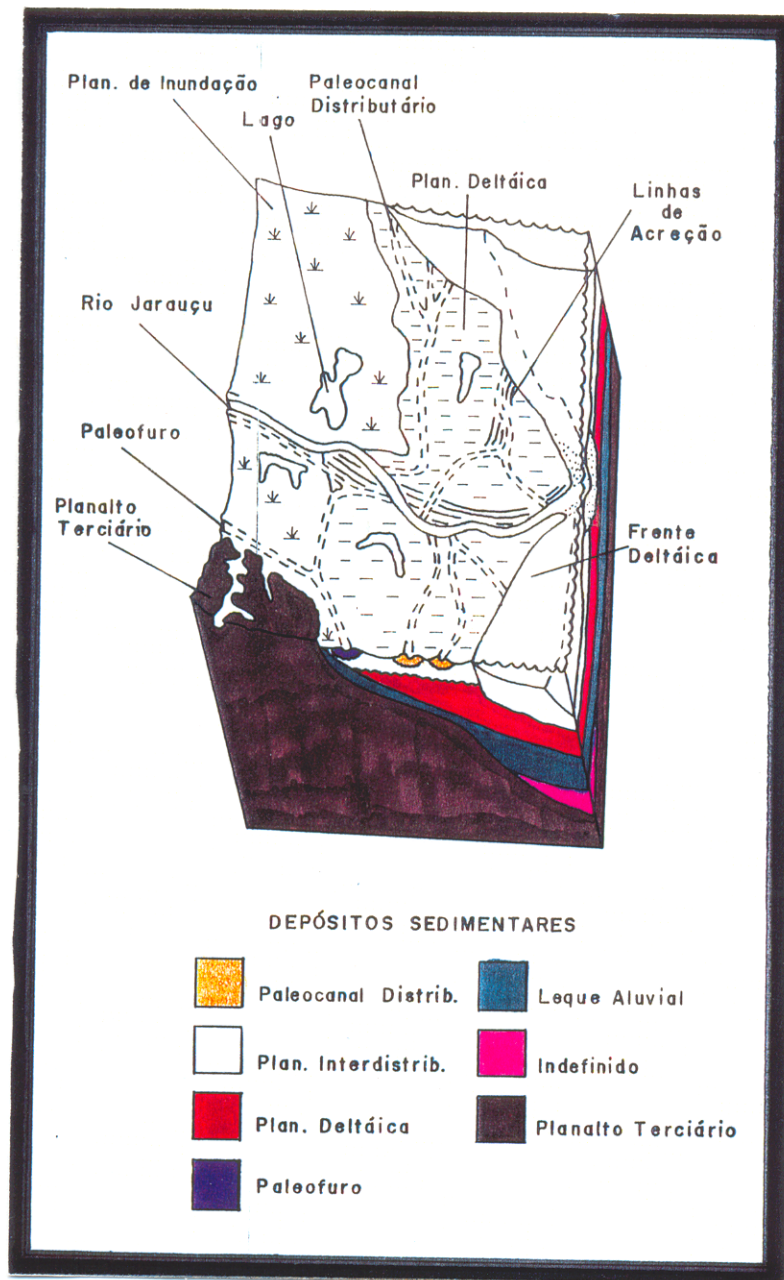 Plan. de Inundação
Lago
Paleocanal
Distributário
Plan. Deltáica
Linhas
de
Acreção
Rio Jarauçu
Paleofuro
Planalto
Terciário
Frente
Deltáica
DEPÓSITOS SEDIMENTARES
Paleocanal Distrib.
Leque Aluvial
Plan. Interdistrib.
Indefinido
Plan. Deltáica
Planalto Terciário
Paleofuro